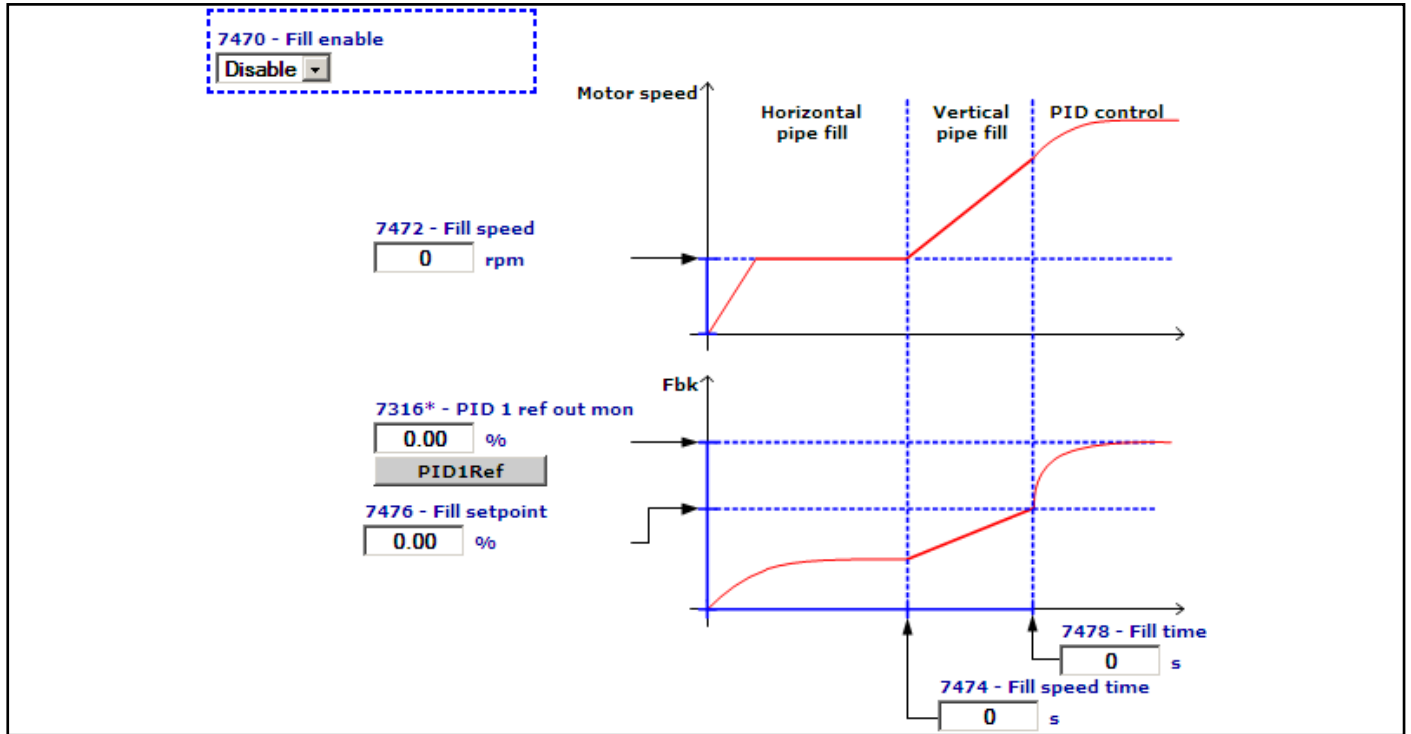 7470 - Fill enable
Disable
Motor speed
Horizontal
pipe fill
Vertical
pipe fill
PID control
7472 - Fill speed
0 rpm
Fbk
7316* - PID 1 ref out mon
0.00 %
PID1Ref
7476 - Fill setpoint
0.00 %
7478 - Fill time
0 s
7474 - Fill speed time
0 s